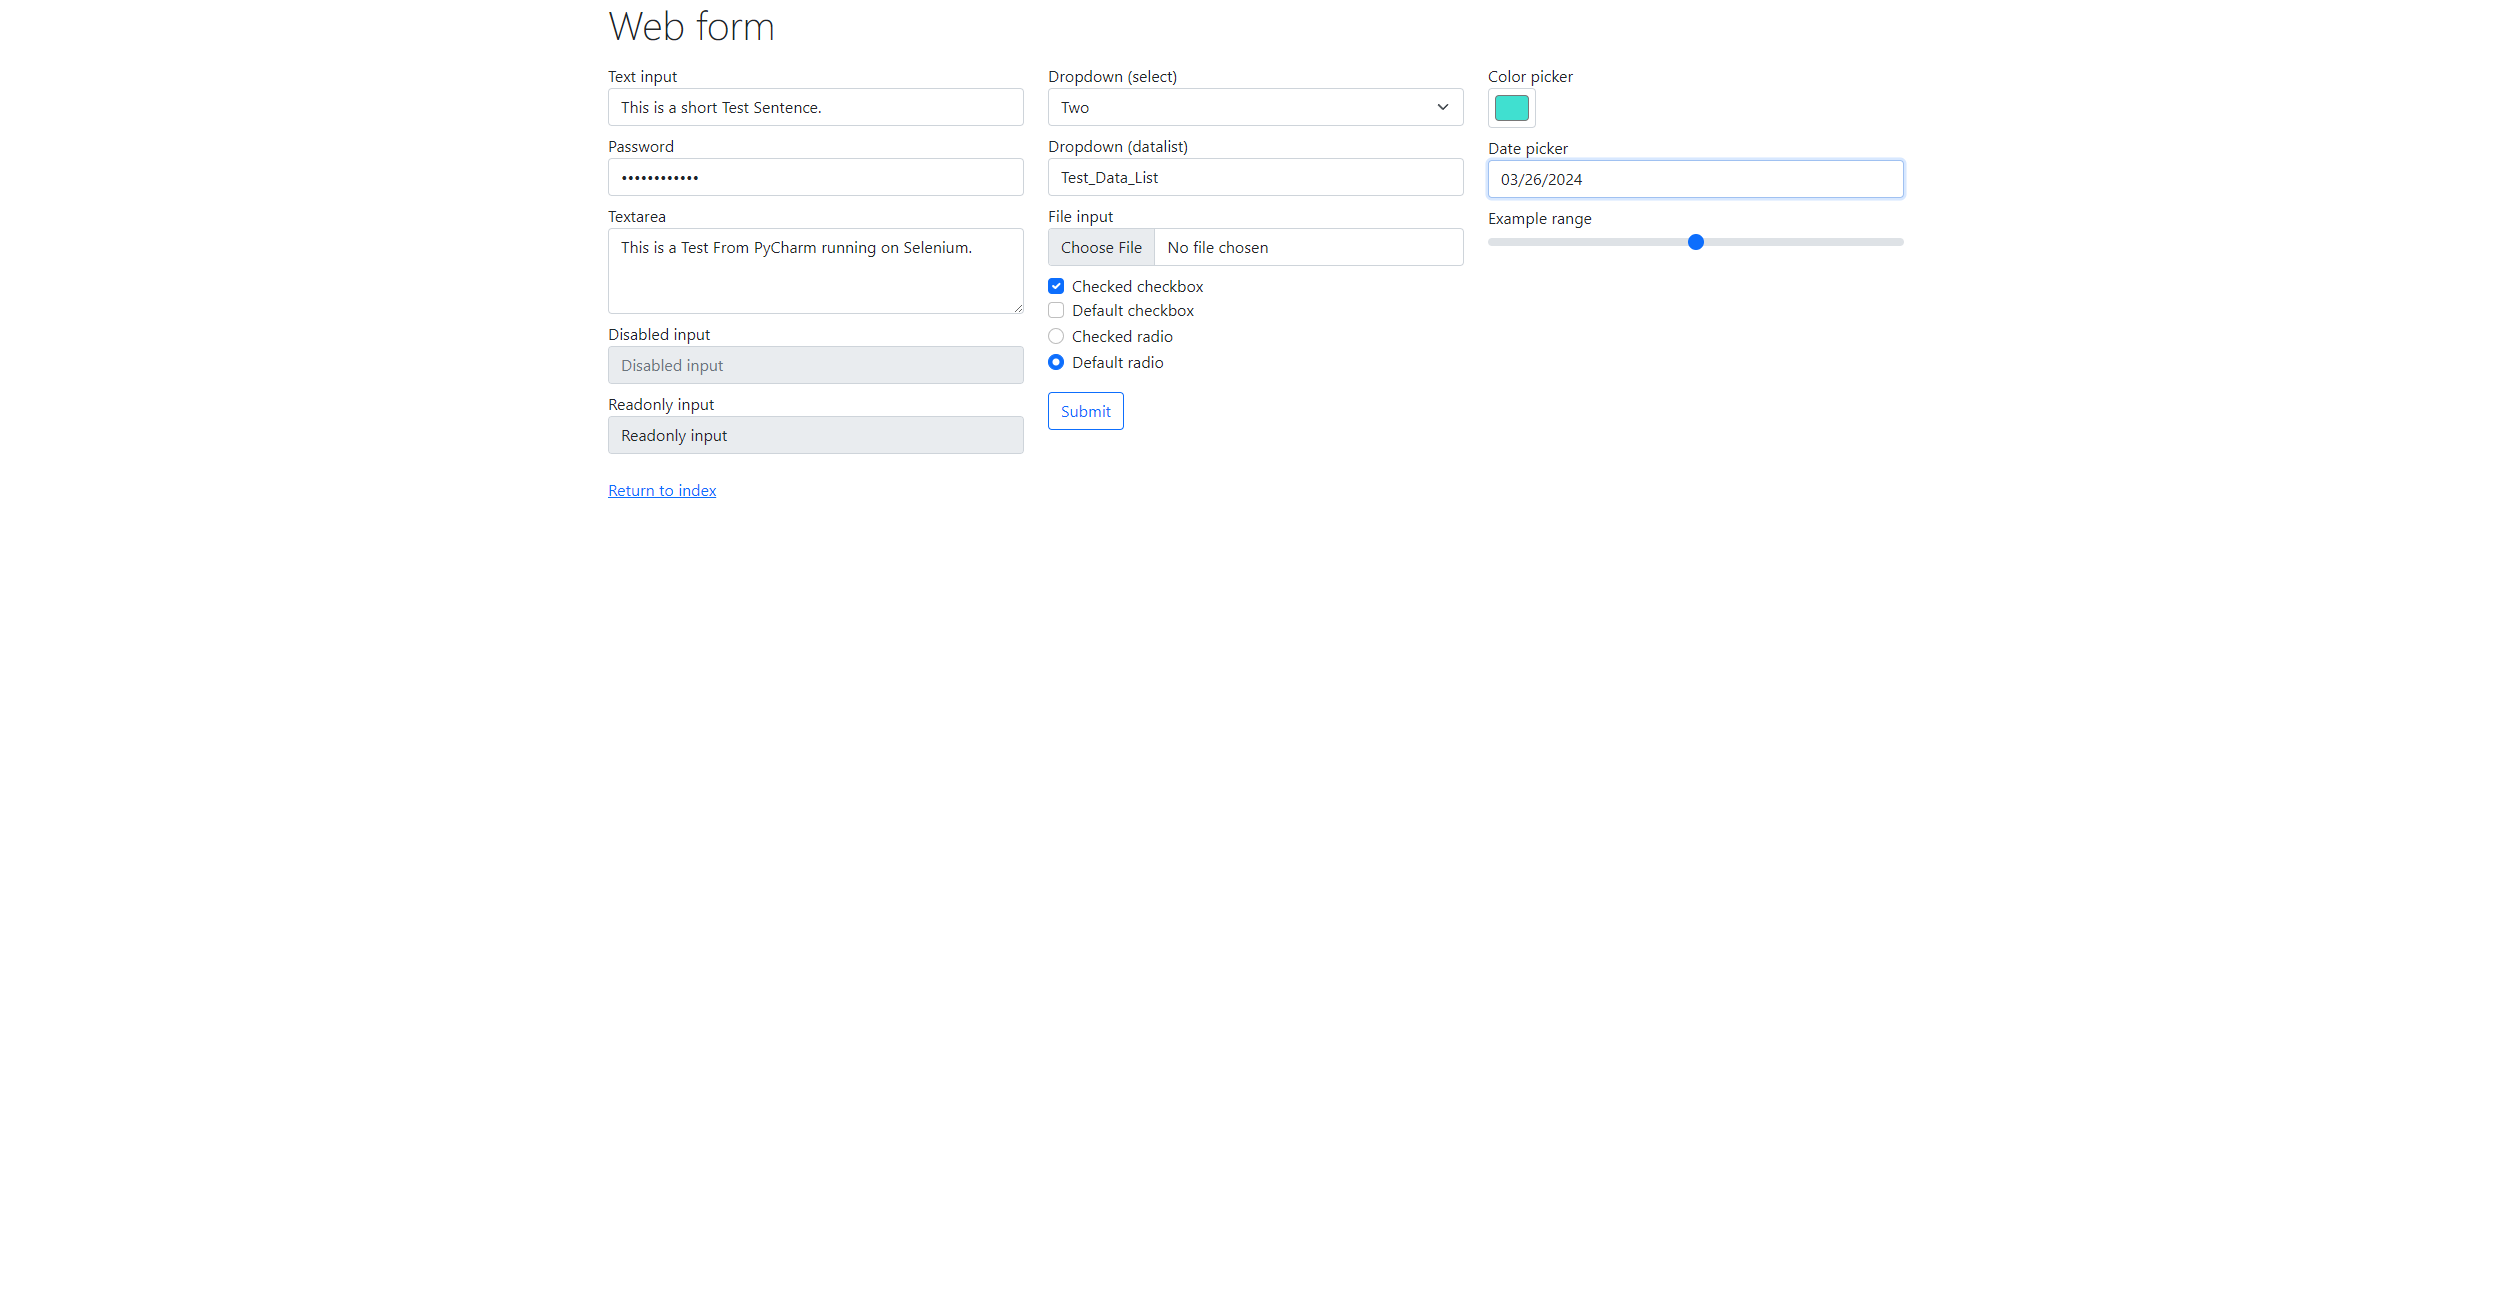 Web form
Text input
This is a short Test Sentence.
Password
••••••••••••
Textarea
This is a Test From PyCharm running on Selenium.
Disabled input
Disabled input
Readonly input
Readonly input
Return to index
Dropdown (select)
Two
Dropdown (datalist)
Test_Data_List
File input
Choose File No file chosen
Checked checkbox
Default checkbox
Checked radio
Default radio
Submit
Color picker
Date picker
03/26/2024
Example range